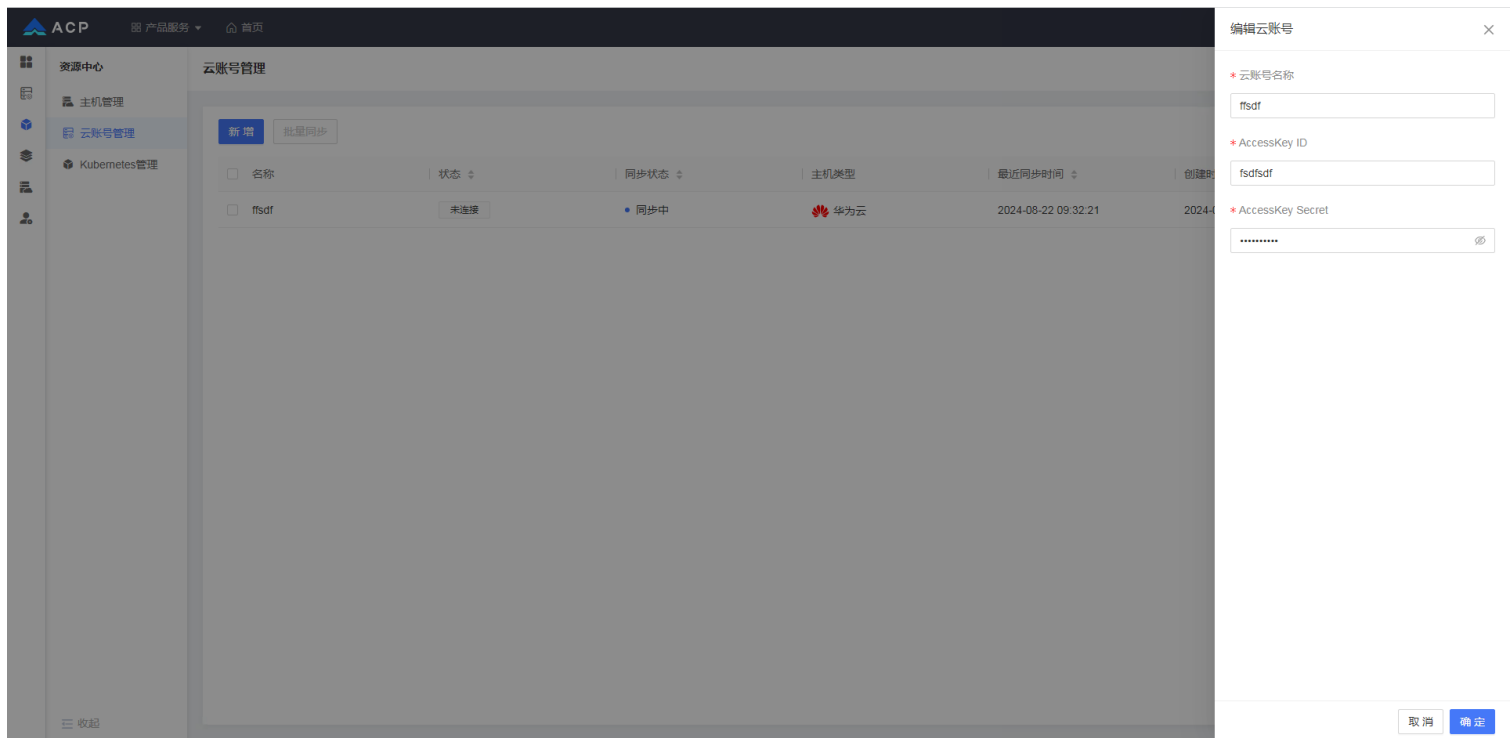 ACP 产品服务 首页
资源中心
主机管理
云账号管理
Kubernetes管理
收起
云账号管理
新增 批量同步
名称 状态 同步状态 主机类型 最近同步时间
ffsdf 未连接 同步中 华为云 2024-08-22 09:32:21
编辑云账号
* 云账号名称
ffsdf
* AccessKey ID
fsdfsdf
* AccessKey Secret
••••••••••
取消 确定